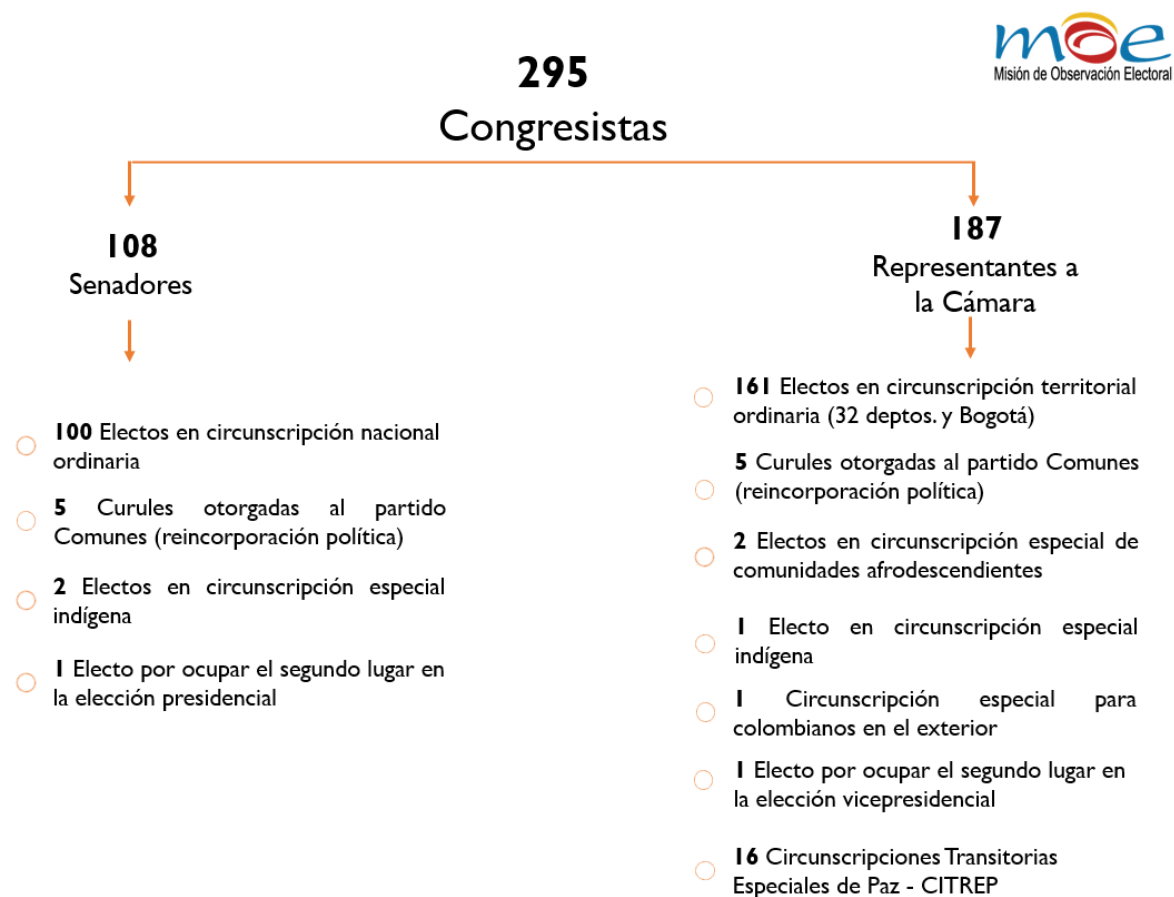 moe
Misión de Observación Electoral
295
Congresistas
108
Senadores
100 Electos en circunscripción nacional
ordinaria
5 Curules otorgadas al partido
Comunes (reincorporación política)
2 Electos en circunscripción especial
indígena
1 Electo por ocupar el segundo lugar en
la elección presidencial
187
Representantes a
la Cámara
161 Electos en circunscripción territorial
ordinaria (32 deptos. y Bogotá)
5 Curules otorgadas al partido Comunes
(reincorporación política)
2 Electos en circunscripción especial de
comunidades afrodescendientes
1 Electo en circunscripción especial
indígena
1 Circunscripción especial para
colombianos en el exterior
1 Electo por ocupar el segundo lugar en
la elección vicepresidencial
16 Circunscripciones Transitorias
Especiales de Paz - CITREP